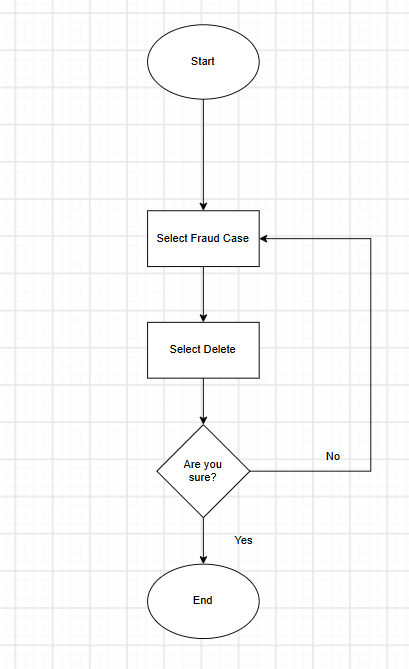 Start
Select Fraud Case
Select Delete
Are you
sure?
No
Yes
End